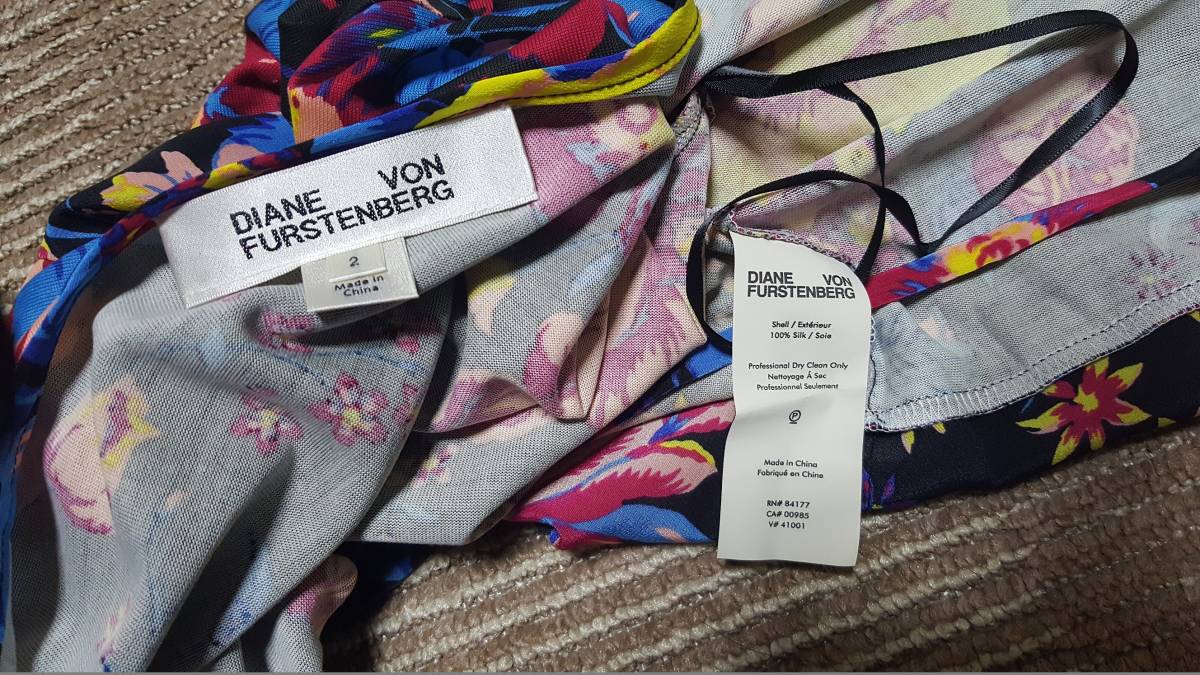 DIANE VON
FURSTENBERG
2
Made in
China
DIANE VON
FURSTENBERG
Shell / Extérieur
100% Silk / Soie
Professional Dry Clean Only
Nettoyage À Sec
Professionnel Seulement
P
Made in China
Fabriqué en China
RN# 84177
CA# 00985
V# 41001